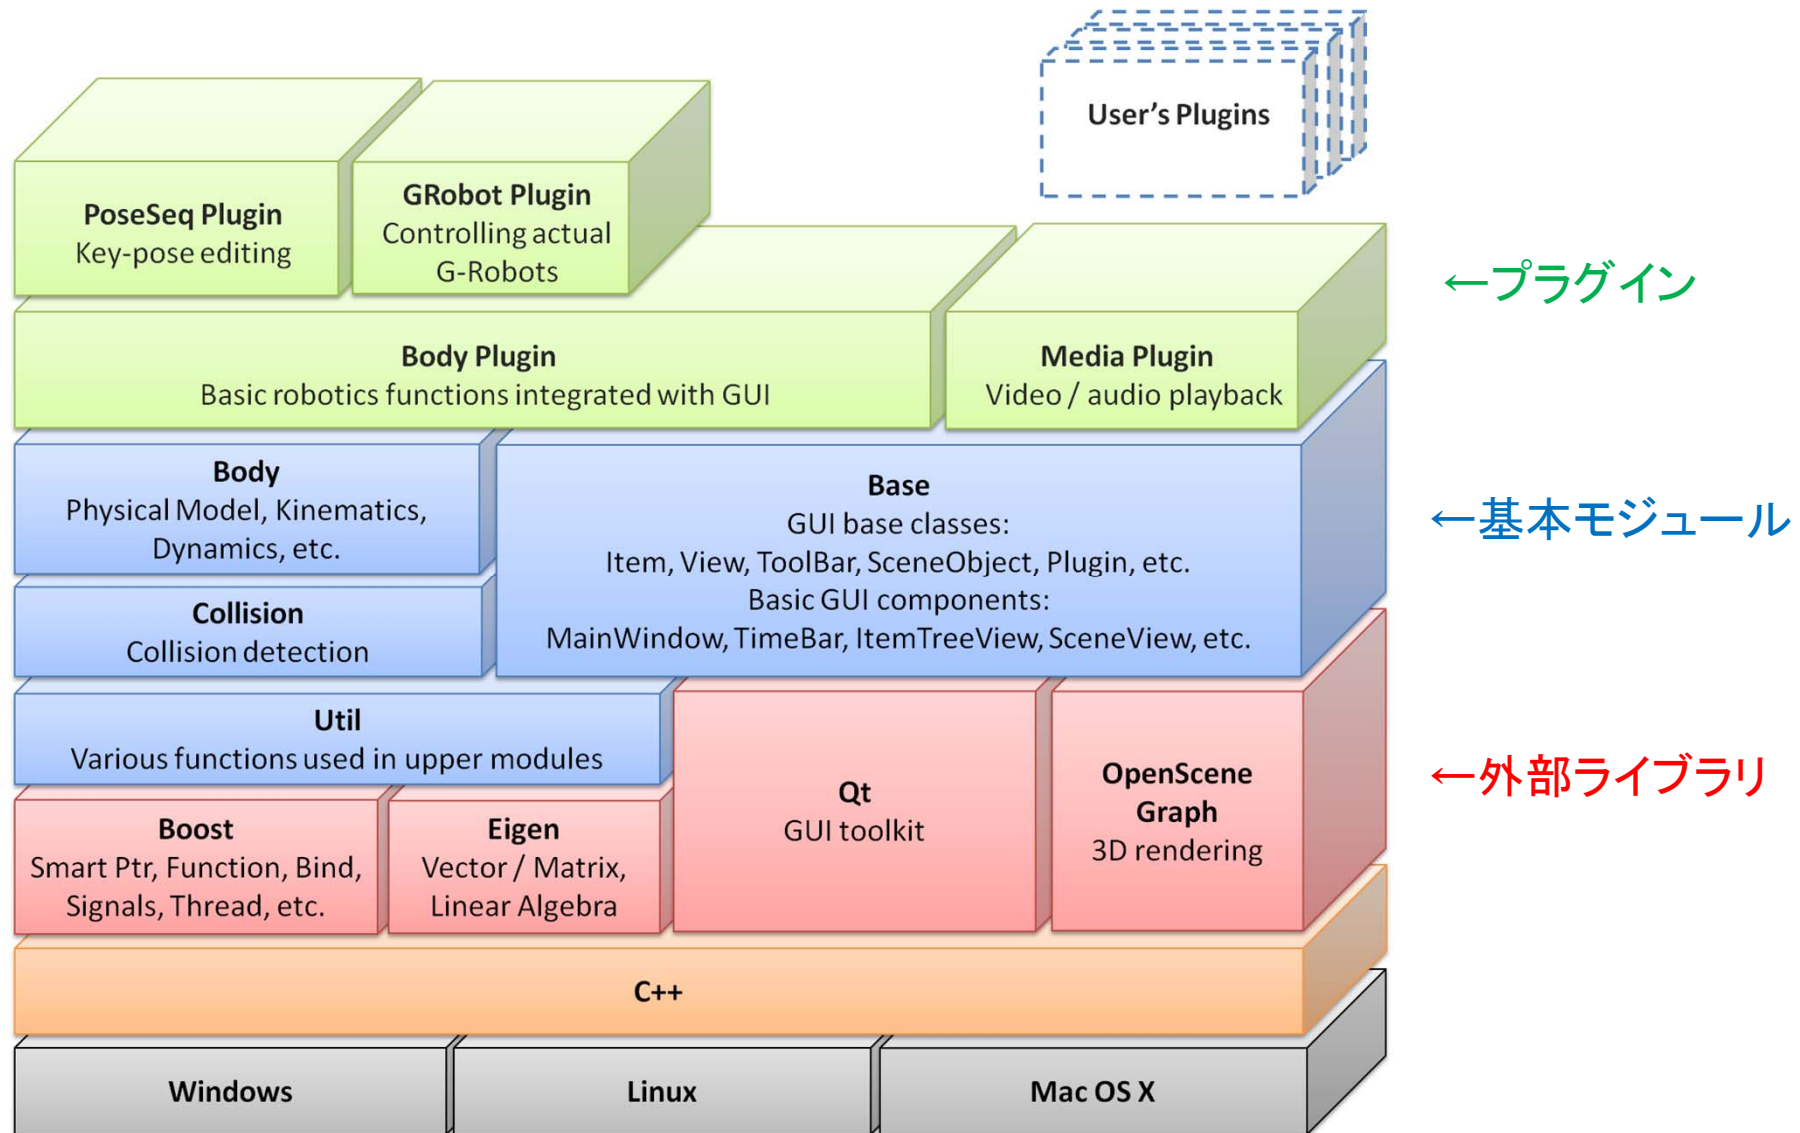 User's Plugins
PoseSeq Plugin
Key-pose editing
GRobot Plugin
Controlling actual
G-Robots
←プラグイン
Body Plugin
Basic robotics functions integrated with GUI
Media Plugin
Video / audio playback
Body
Physical Model, Kinematics,
Dynamics, etc.
Base
GUI base classes:
Item, View, ToolBar, SceneObject, Plugin, etc.
Basic GUI components:
MainWindow, TimeBar, ItemTreeView, SceneView, etc.
←基本モジュール
Collision
Collision detection
Util
Various functions used in upper modules
Qt
GUI toolkit
OpenScene
Graph
3D rendering
←外部ライブラリ
Boost
Smart Ptr, Function, Bind,
Signals, Thread, etc.
Eigen
Vector / Matrix,
Linear Algebra
C++
Windows
Linux
Mac OS X